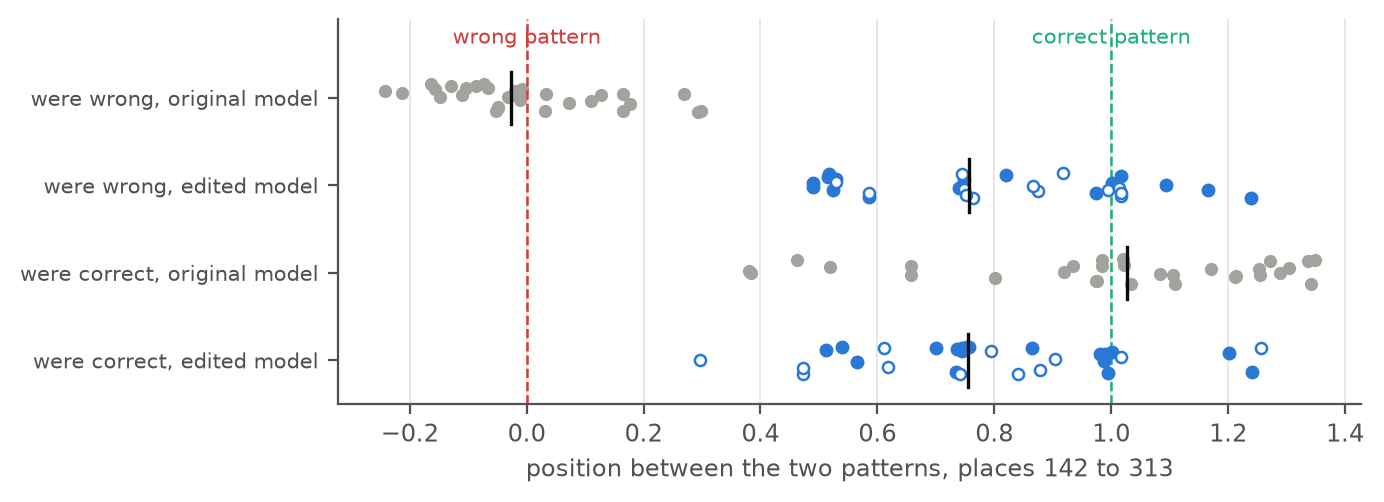 wrong pattern correct pattern
were wrong, original model
were wrong, edited model
were correct, original model
were correct, edited model
−0.2 0.0 0.2 0.4 0.6 0.8 1.0 1.2 1.4
position between the two patterns, places 142 to 313